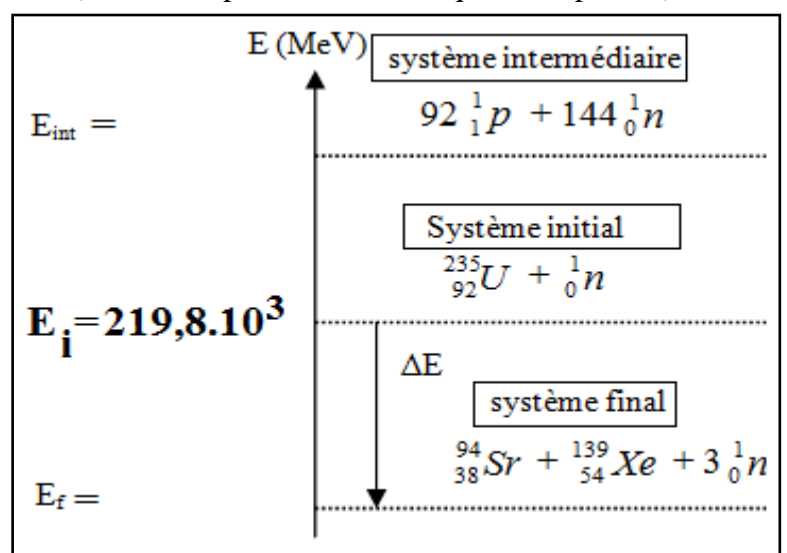 E (MeV)
système intermédiaire
E_int =
92 ¹₁p + 144 ¹₀n
Système initial
²³⁵₉₂U + ¹₀n
E_i=219,8.10³
ΔE
système final
⁹⁴₃₈Sr + ¹³⁹₅₄Xe + 3 ¹₀n
E_f =